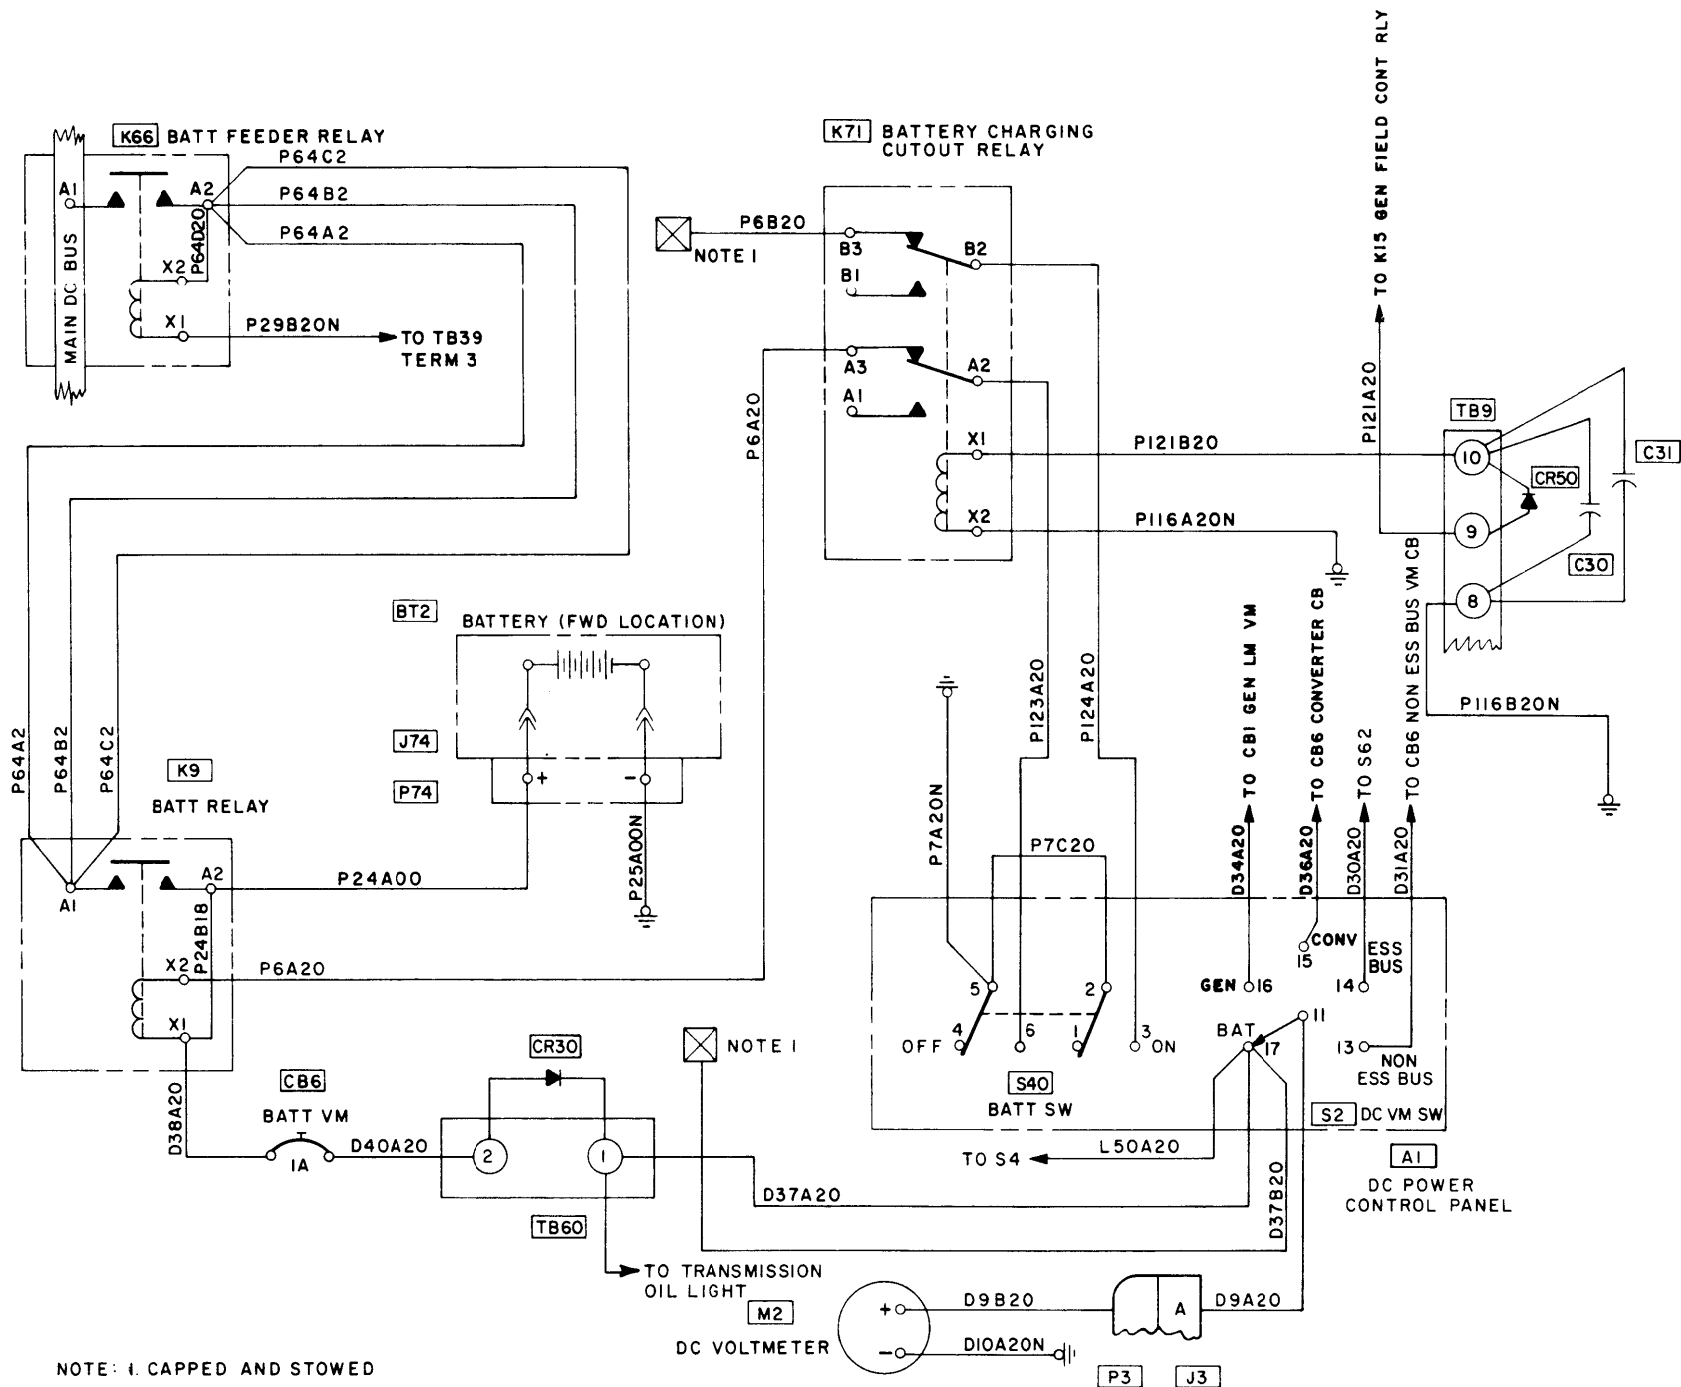 TO K15 GEN FIELD CONT RLY
K66 BATT FEEDER RELAY
K71 BATTERY CHARGING
CUTOUT RELAY
P64C2
P64B2
P64A2
A1
A2
P64D20
X2
X1
MAIN DC BUS
P29B20N
TO TB39
TERM 3
P6B20
NOTE 1
B3
B2
B1
A3
A2
A1
X1
X2
P6A20
P121B20
P116A20N
P121A20
TB9
10
9
8
CR50
C31
C30
P116B20N
BT2
BATTERY (FWD LOCATION)
J74
P74
+
-
P25A00N
P64A2
P64B2
P64C2
K9
BATT RELAY
A1
A2
P24A00
P24B18
X2
X1
P6A20
P123A20
P124A20
P7A20N
P7C20
TO CB1 GEN LM VM
TO CB6 CONVERTER CB
TO S62
TO CB6 NON ESS BUS VM CB
D34A20
D36A20
D30A20
D31A20
5
2
OFF
4
6
1
3
ON
S40
BATT SW
GEN
16
CONV
15
ESS
BUS
14
11
BAT
17
13
NON
ESS BUS
S2 DC VM SW
A1
DC POWER
CONTROL PANEL
D38A20
CB6
BATT VM
1A
D40A20
CR30
2
1
TB60
NOTE 1
TO S4
L50A20
D37A20
D37B20
TO TRANSMISSION
OIL LIGHT
M2
DC VOLTMETER
+
-
D9B20
D10A20N
A
D9A20
P3
J3
NOTE: 1. CAPPED AND STOWED